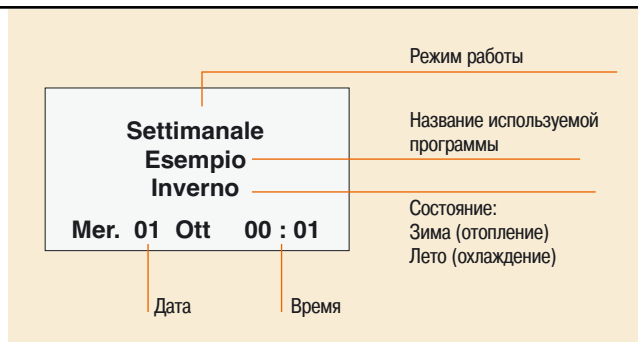 Режим работы
Settimanale
Esempio
Inverno
Mer. 01 Ott 00 : 01
Название используемой
программы
Состояние:
Зима (отопление)
Лето (охлаждение)
Дата
Время